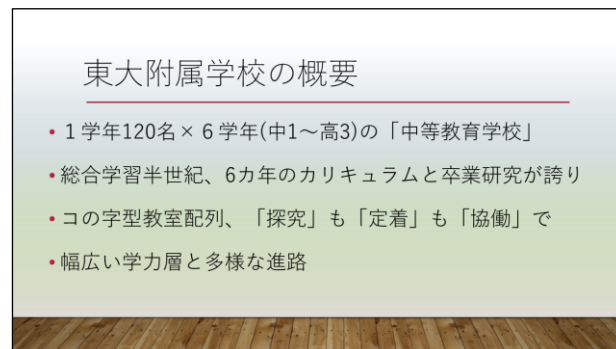 東大附属学校の概要
• 1学年120名×6学年(中1～高3)の「中等教育学校」
• 総合学習半世紀、6カ年のカリキュラムと卒業研究が誇り
• コの字型教室配列、「探究」も「定着」も「協働」で
• 幅広い学力層と多様な進路